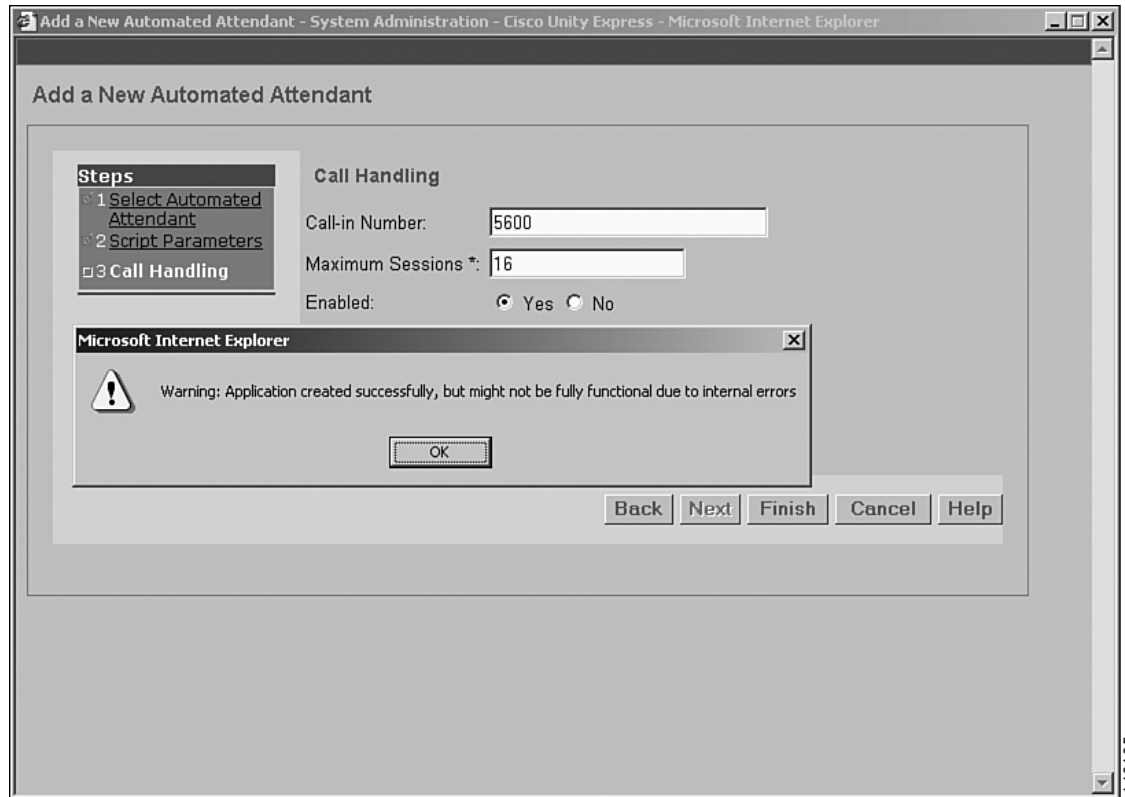 Add a New Automated Attendant - System Administration - Cisco Unity Express - Microsoft Internet Explorer
Add a New Automated Attendant
Steps
1 Select Automated
Attendant
2 Script Parameters
3 Call Handling
Call Handling
Call-in Number:
5600
Maximum Sessions *:
16
Enabled:
Yes
No
Microsoft Internet Explorer
Warning: Application created successfully, but might not be fully functional due to internal errors
OK
Back
Next
Finish
Cancel
Help